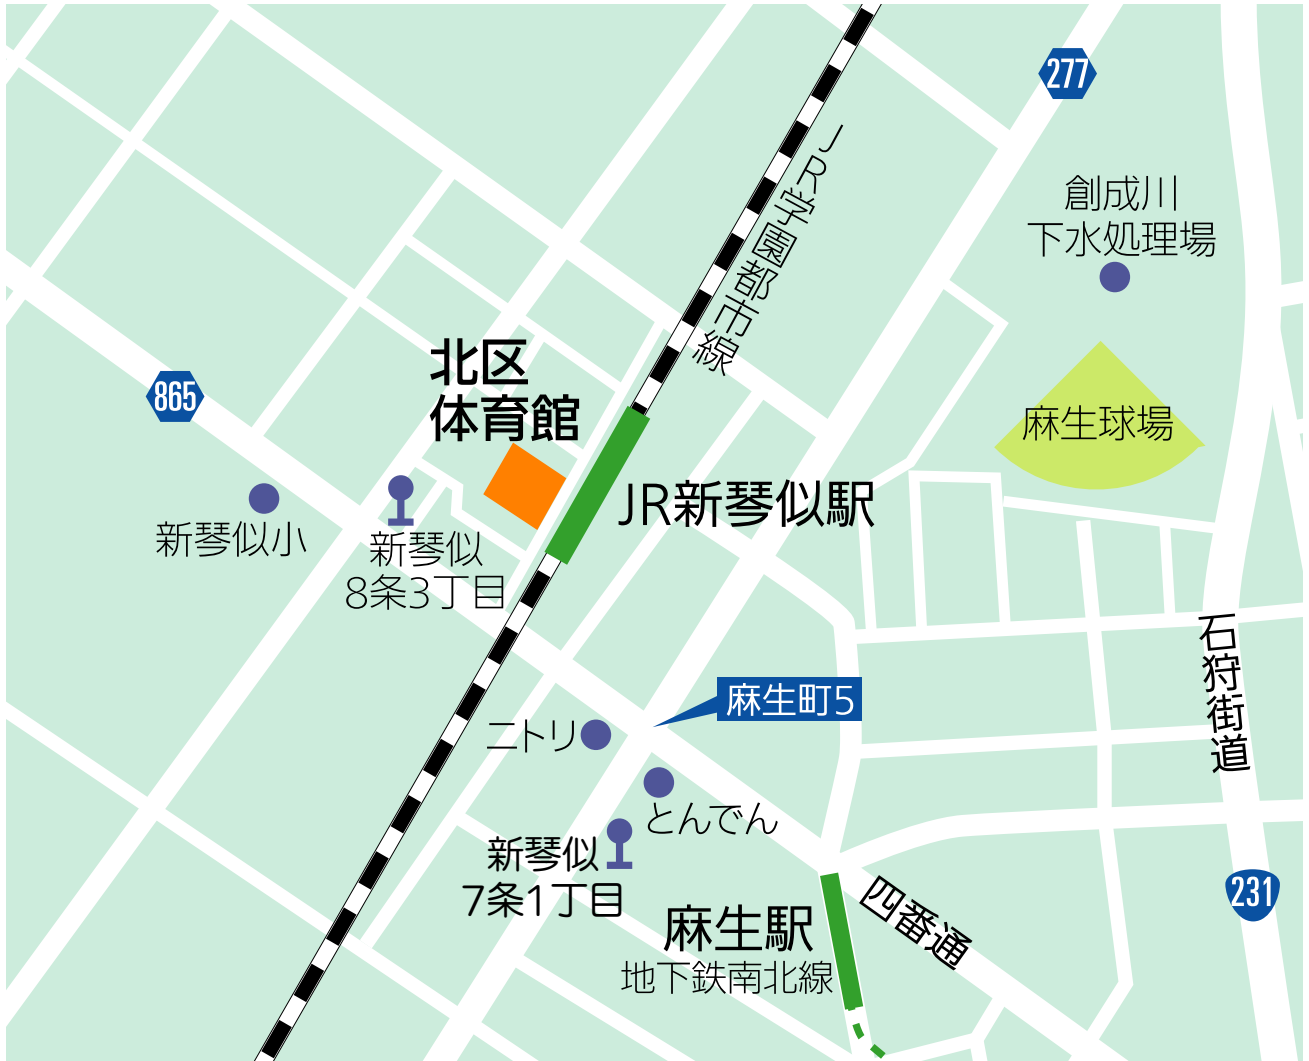 277
創成川
下水処理場
JR学園都市線
北区
体育館
865
麻生球場
JR新琴似駅
新琴似小
新琴似
8条3丁目
石狩街道
麻生町5
ニトリ
とんでん
新琴似
7条1丁目
231
四番通
麻生駅
地下鉄南北線